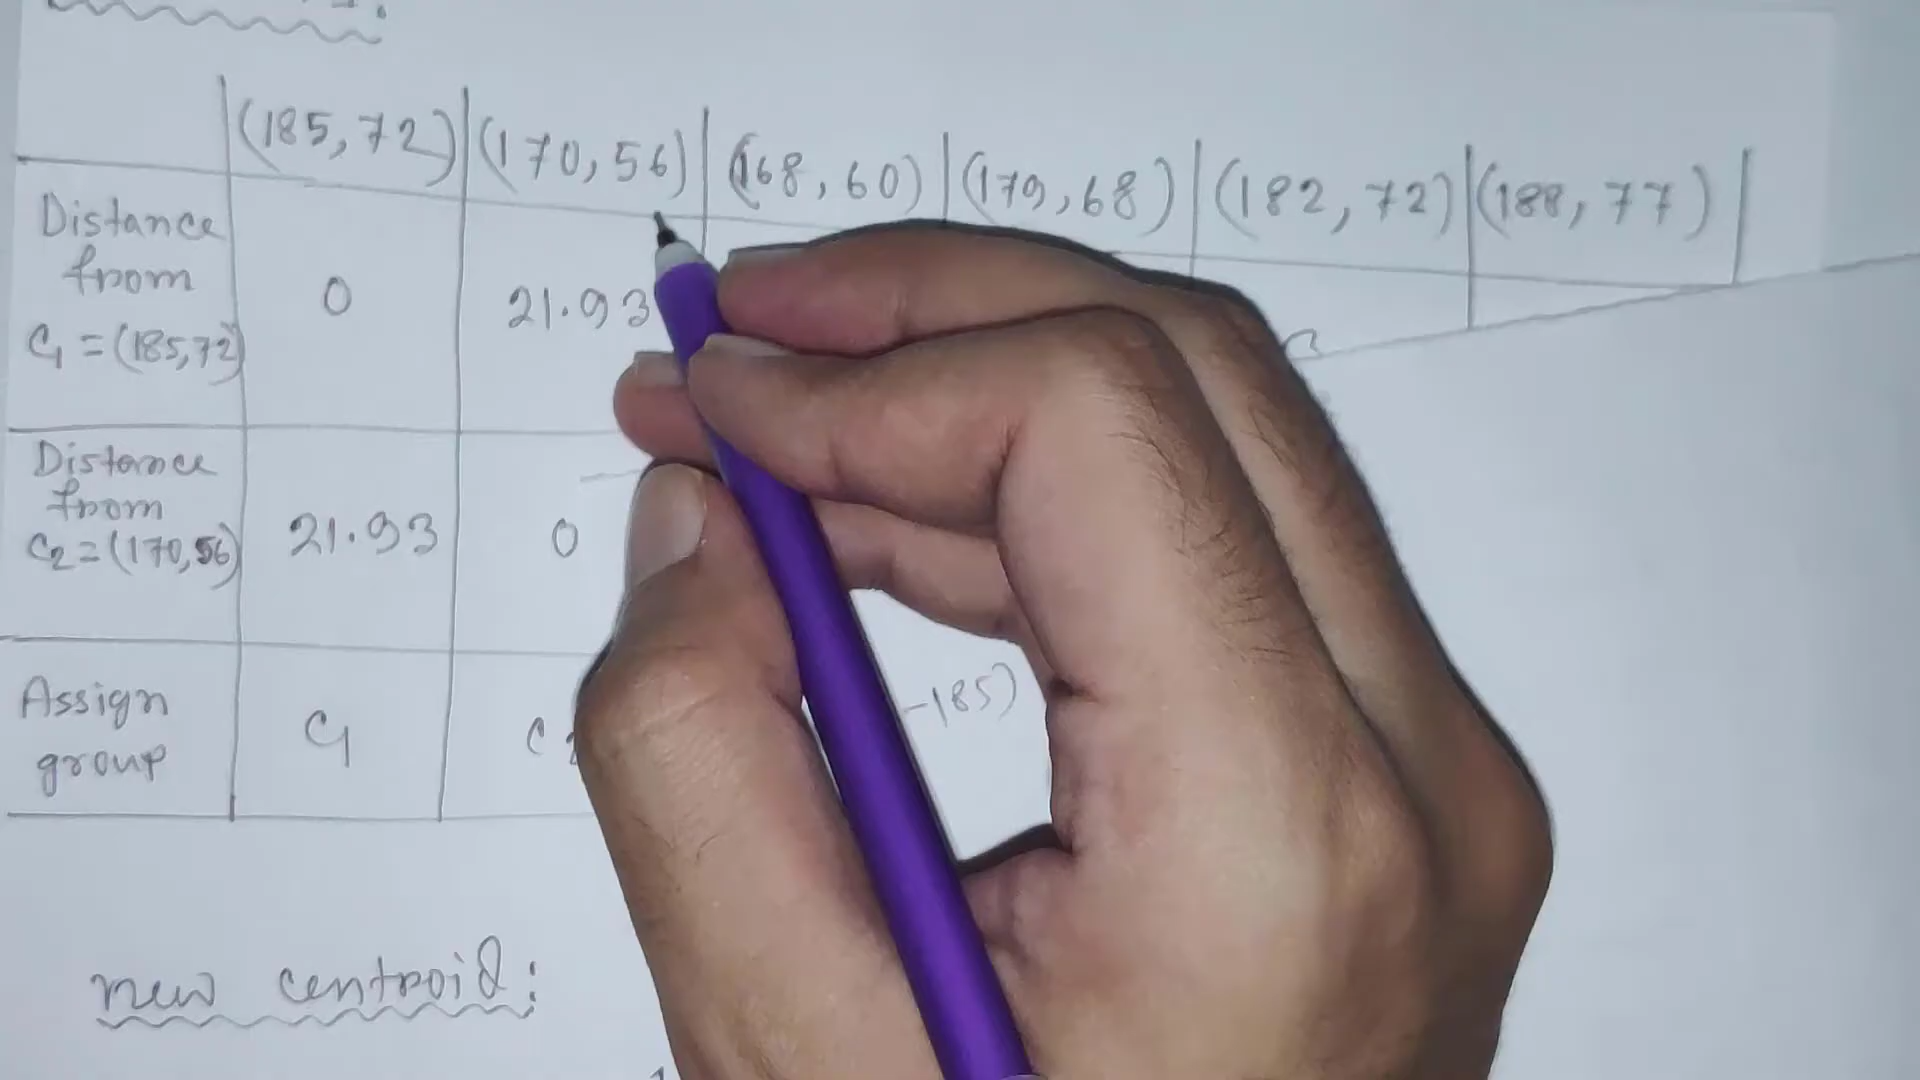 (185,72) (170,56) (168,60) (179,68) (182,72) (188,77)
Distance from C1 = (185,72) 0 21.93
Distance from C2 = (170,56) 21.93 0
Assign group C1 C2
-185)
new centroid: